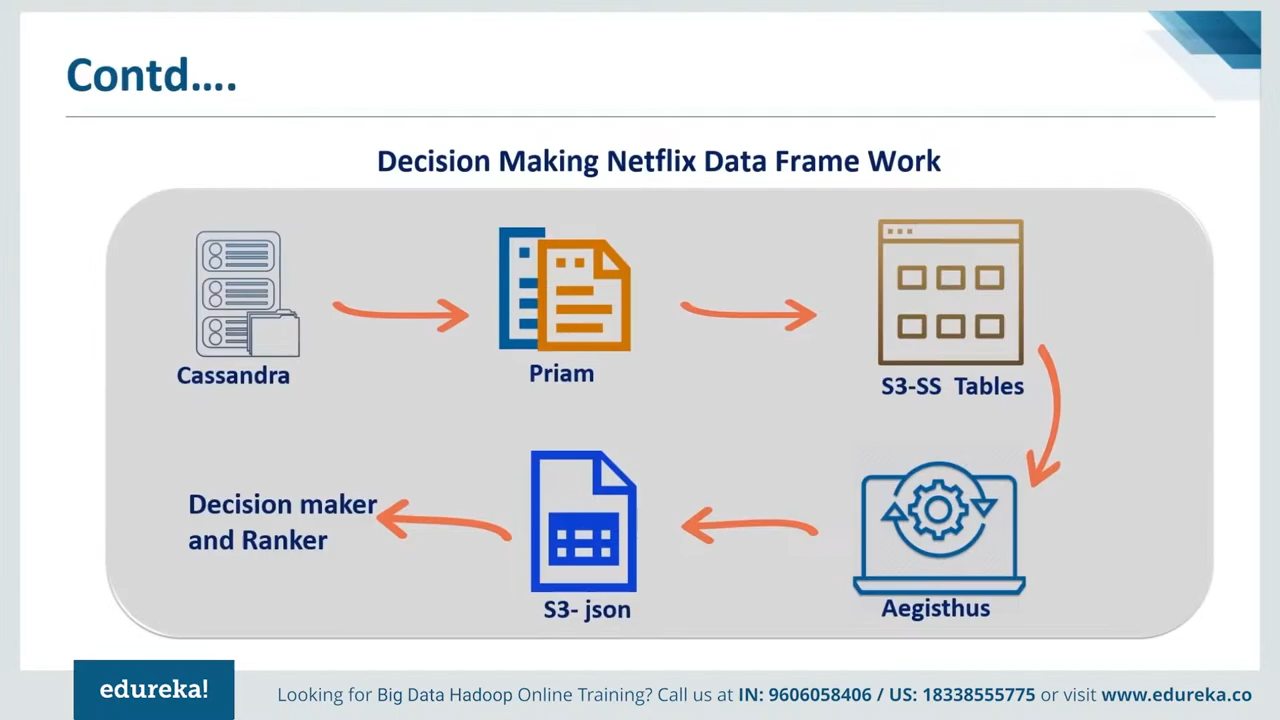 Contd....
Decision Making Netflix Data Frame Work
Cassandra
Priam
S3-SS Tables
Decision maker
and Ranker
S3- json
Aegisthus
edureka!
Looking for Big Data Hadoop Online Training? Call us at IN: 9606058406 / US: 18338555775 or visit www.edureka.co